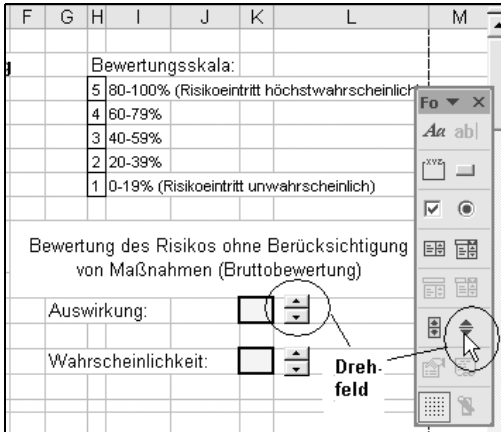 F G H I J K L M
g
Bewertungsskala:
5 80-100% (Risikoeintritt höchstwahrscheinlich
4 60-79%
3 40-59%
2 20-39%
1 0-19% (Risikoeintritt unwahrscheinlich)
Fo
Aa ab|
xyz
Bewertung des Risikos ohne Berücksichtigung
von Maßnahmen (Bruttobewertung)
Auswirkung:
Wahrscheinlichkeit:
Dreh-
feld